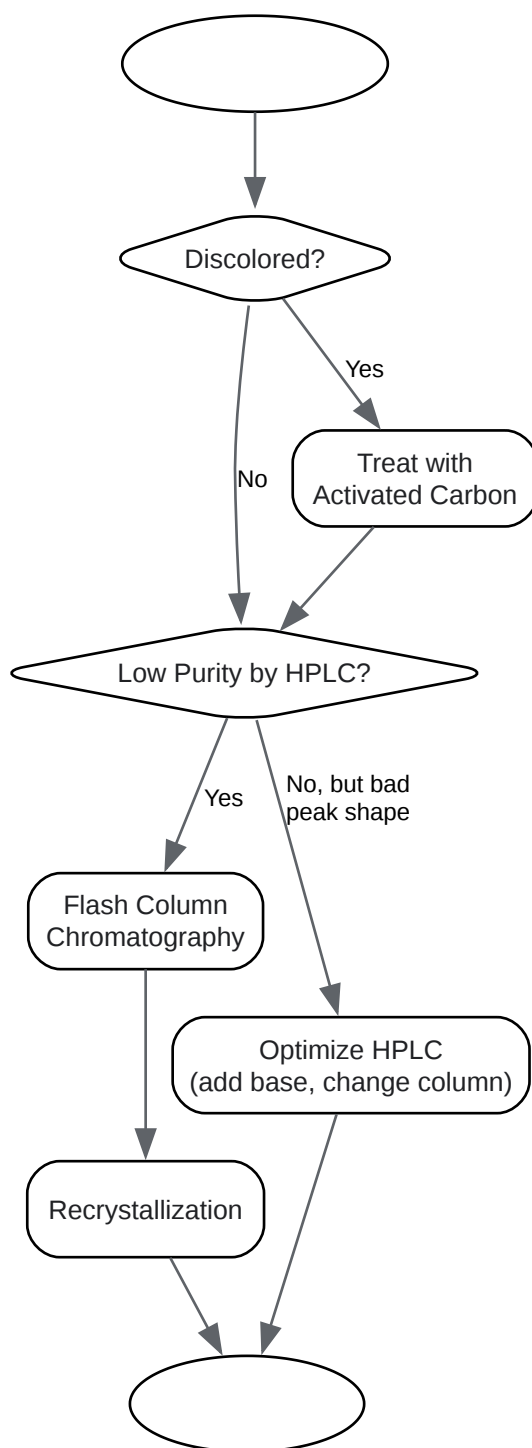 Discolored?
Yes
Treat with
Activated Carbon
No
Low Purity by HPLC?
Yes
No, but bad
peak shape
Flash Column
Chromatography
Optimize HPLC
(add base, change column)
Recrystallization